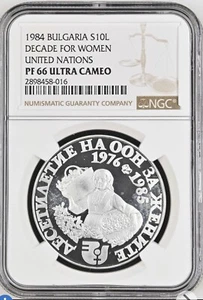 1984 BULGARIA S10L
DECADE FOR WOMEN
UNITED NATIONS
PF 66 ULTRA CAMEO
2898458-016
NUMISMATIC GUARANTY COMPANY
NGC
ДЕСЕТИЛЕТИЕ НА ООН ЗА ЖЕНИТЕ
1976 1985